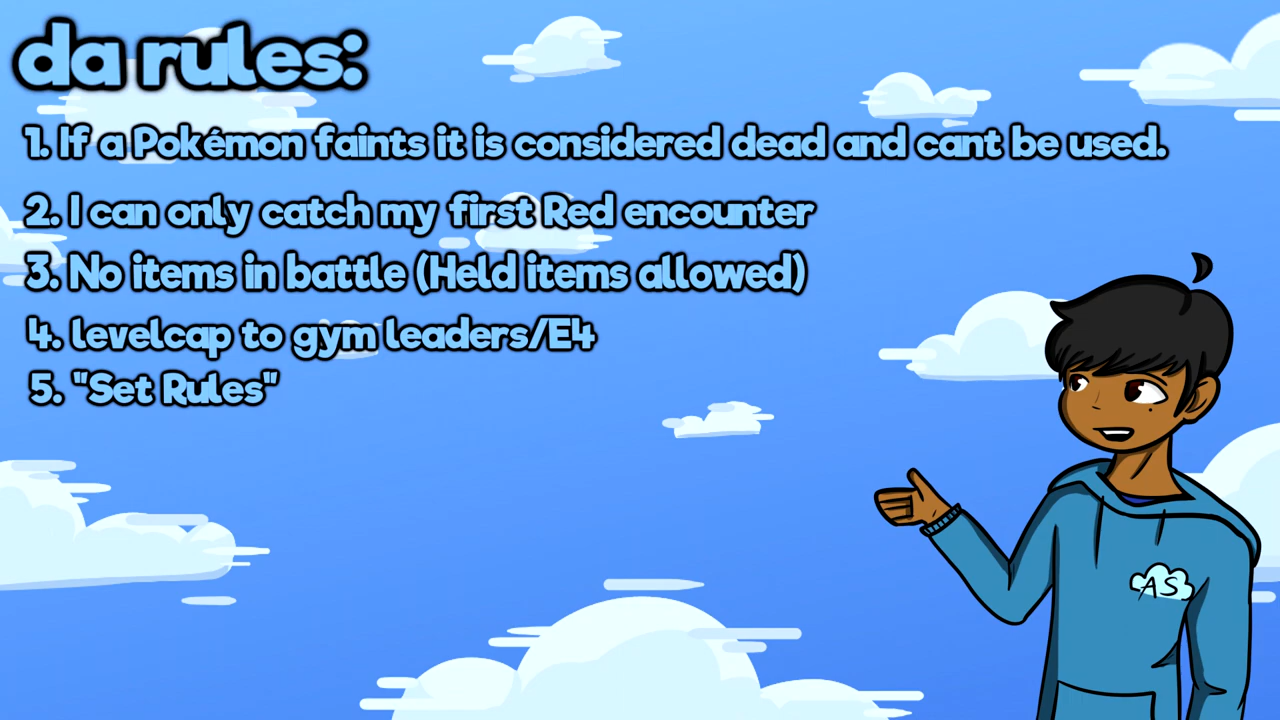 da rules:
1. If a Pokémon faints it is considered dead and cant be used.
2. I can only catch my first Red encounter
3. No items in battle (Held items allowed)
4. levelcap to gym leaders/E4
5. "Set Rules"
AS